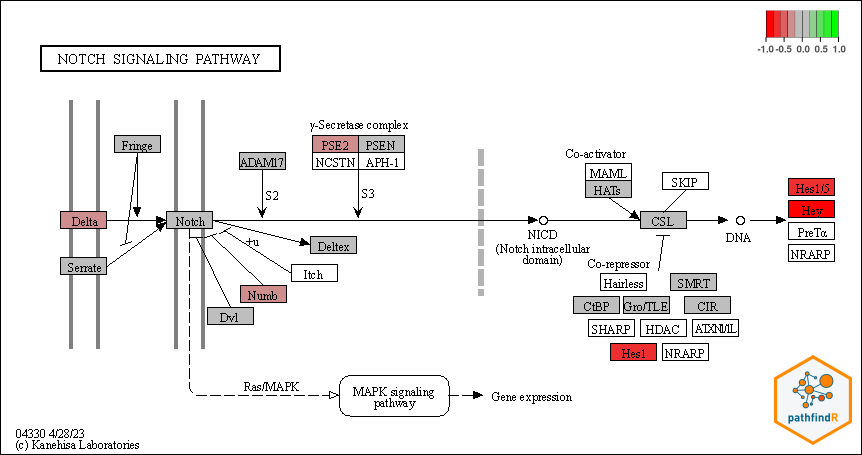 -1.0 -0.5 0.0 0.5 1.0
NOTCH SIGNALING PATHWAY
Fringe
Delta
Serrate
Notch
ADAM17
S2
γ-Secretase complex
PSE2 PSEN
NCSTN APH-1
S3
Deltex
+u
Itch
Numb
Dvl
NICD
(Notch intracellular
domain)
Co-activator
MAML
HATs
SKIP
CSL
DNA
Hes1/5
Hey
PreTα
NRARP
Co-repressor
Hairless SMRT
CtBP Gro/TLE CIR
SHARP HDAC ATXN1/1L
Hes1 NRARP
Ras/MAPK
MAPK signaling
pathway
Gene expression
04330 4/28/23
(c) Kanehisa Laboratories
pathfindR